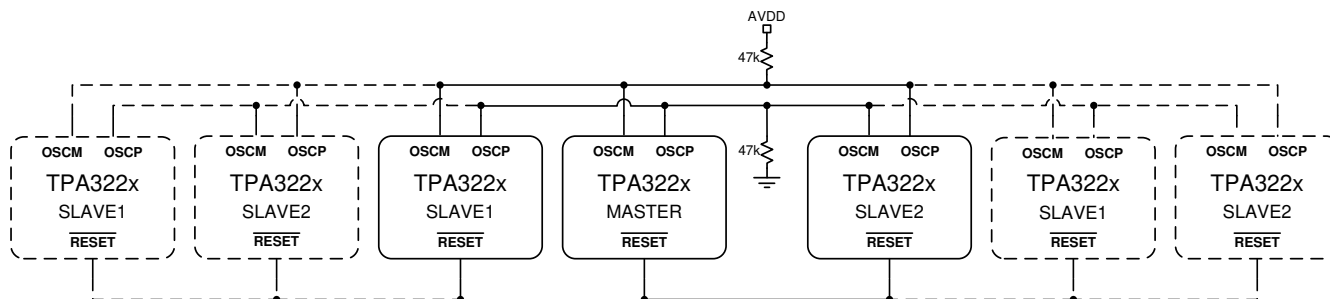 AVDD
47k
47k
OSCM OSCP
TPA322x
SLAVE1
RESET
OSCM OSCP
TPA322x
SLAVE2
RESET
OSCM OSCP
TPA322x
SLAVE1
RESET
OSCM OSCP
TPA322x
MASTER
RESET
OSCM OSCP
TPA322x
SLAVE2
RESET
OSCM OSCP
TPA322x
SLAVE1
RESET
OSCM OSCP
TPA322x
SLAVE2
RESET